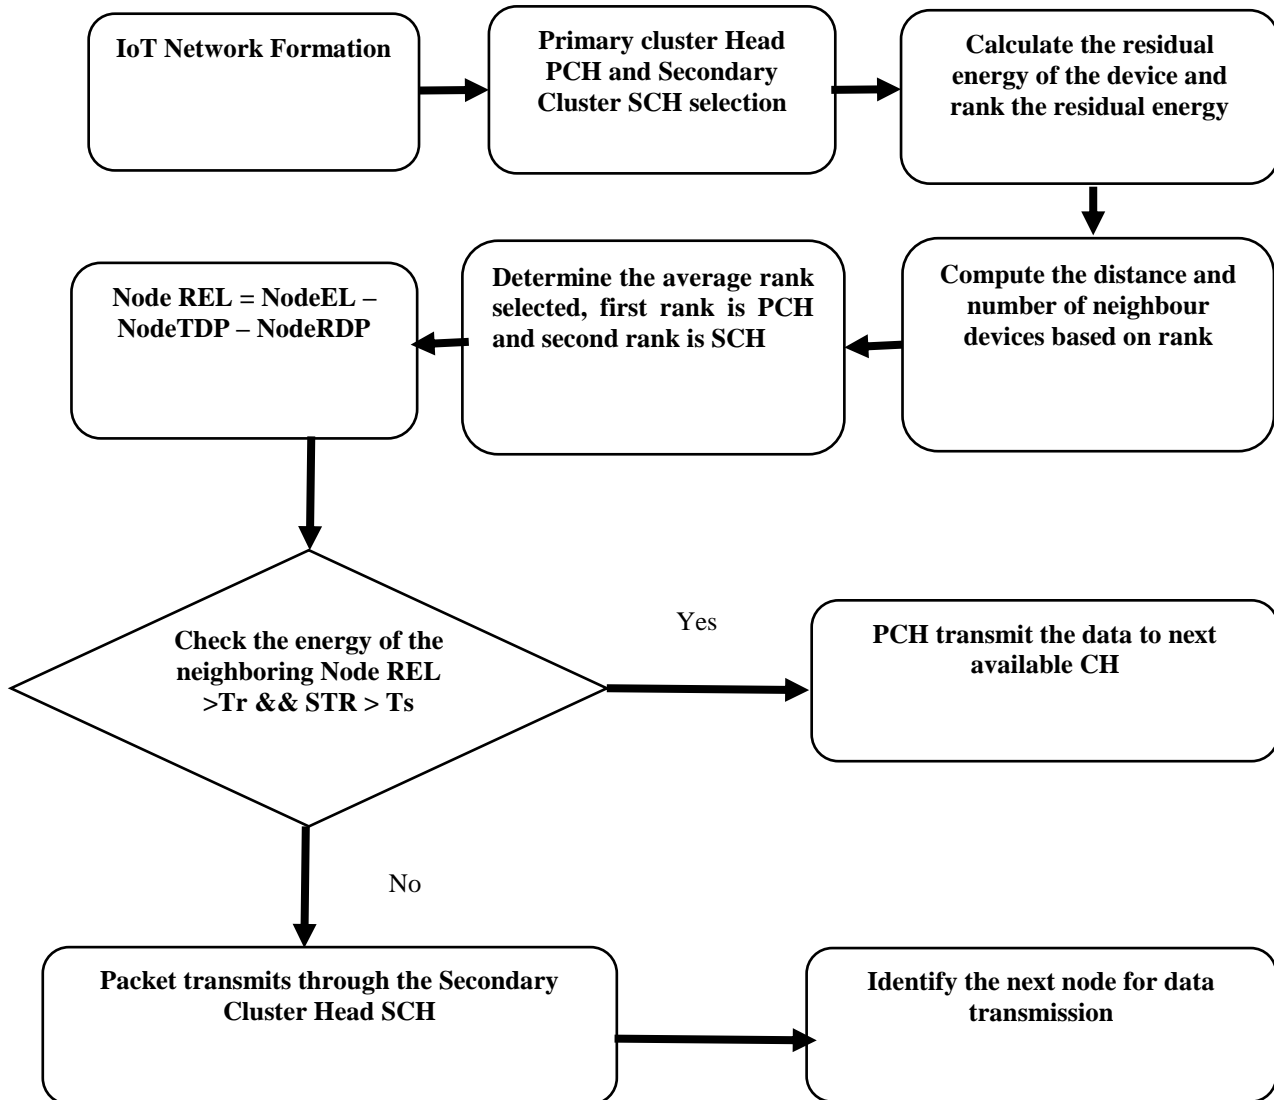 IoT Network Formation
Primary cluster Head
PCH and Secondary
Cluster SCH selection
Calculate the residual
energy of the device and
rank the residual energy
Node REL = NodeEL –
NodeTDP – NodeRDP
Determine the average rank
selected, first rank is PCH
and second rank is SCH
Compute the distance and
number of neighbour
devices based on rank
Check the energy of the
neighboring Node REL
>Tr && STR > Ts
Yes
PCH transmit the data to next
available CH
No
Packet transmits through the Secondary
Cluster Head SCH
Identify the next node for data
transmission